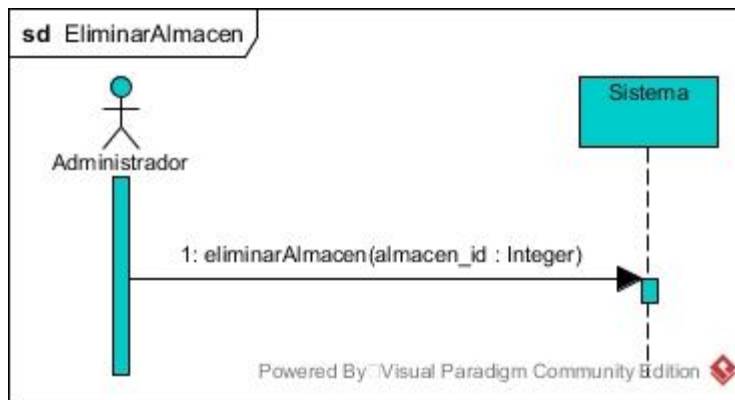 sd EliminarAlmacen
Sistema
Administrador
1: eliminarAlmacen(almacen_id : Integer)
Powered By Visual Paradigm Community Edition